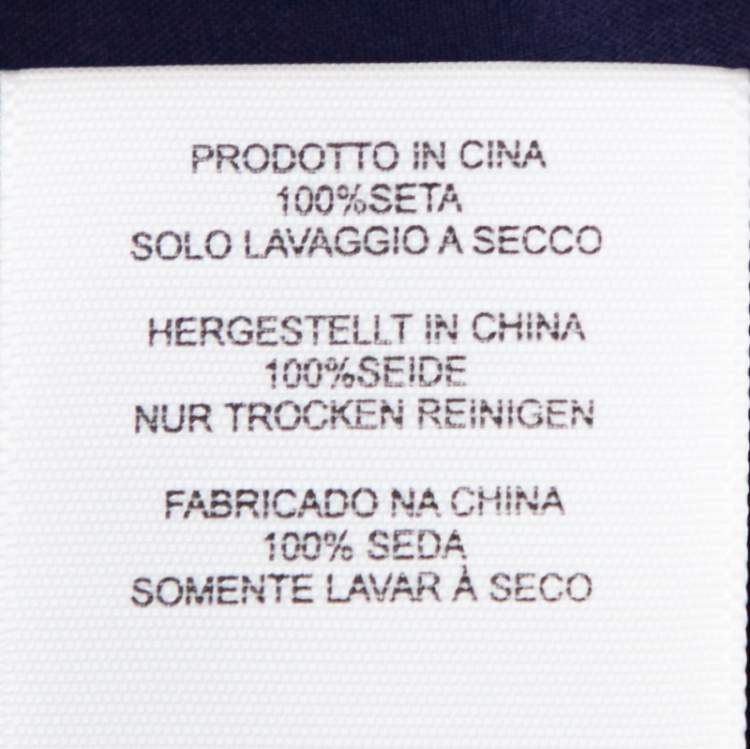 PRODOTTO IN CINA
100%SETA
SOLO LAVAGGIO A SECCO
HERGESTELLT IN CHINA
100%SEIDE
NUR TROCKEN REINIGEN
FABRICADO NA CHINA
100% SEDA
SOMENTE LAVAR À SECO